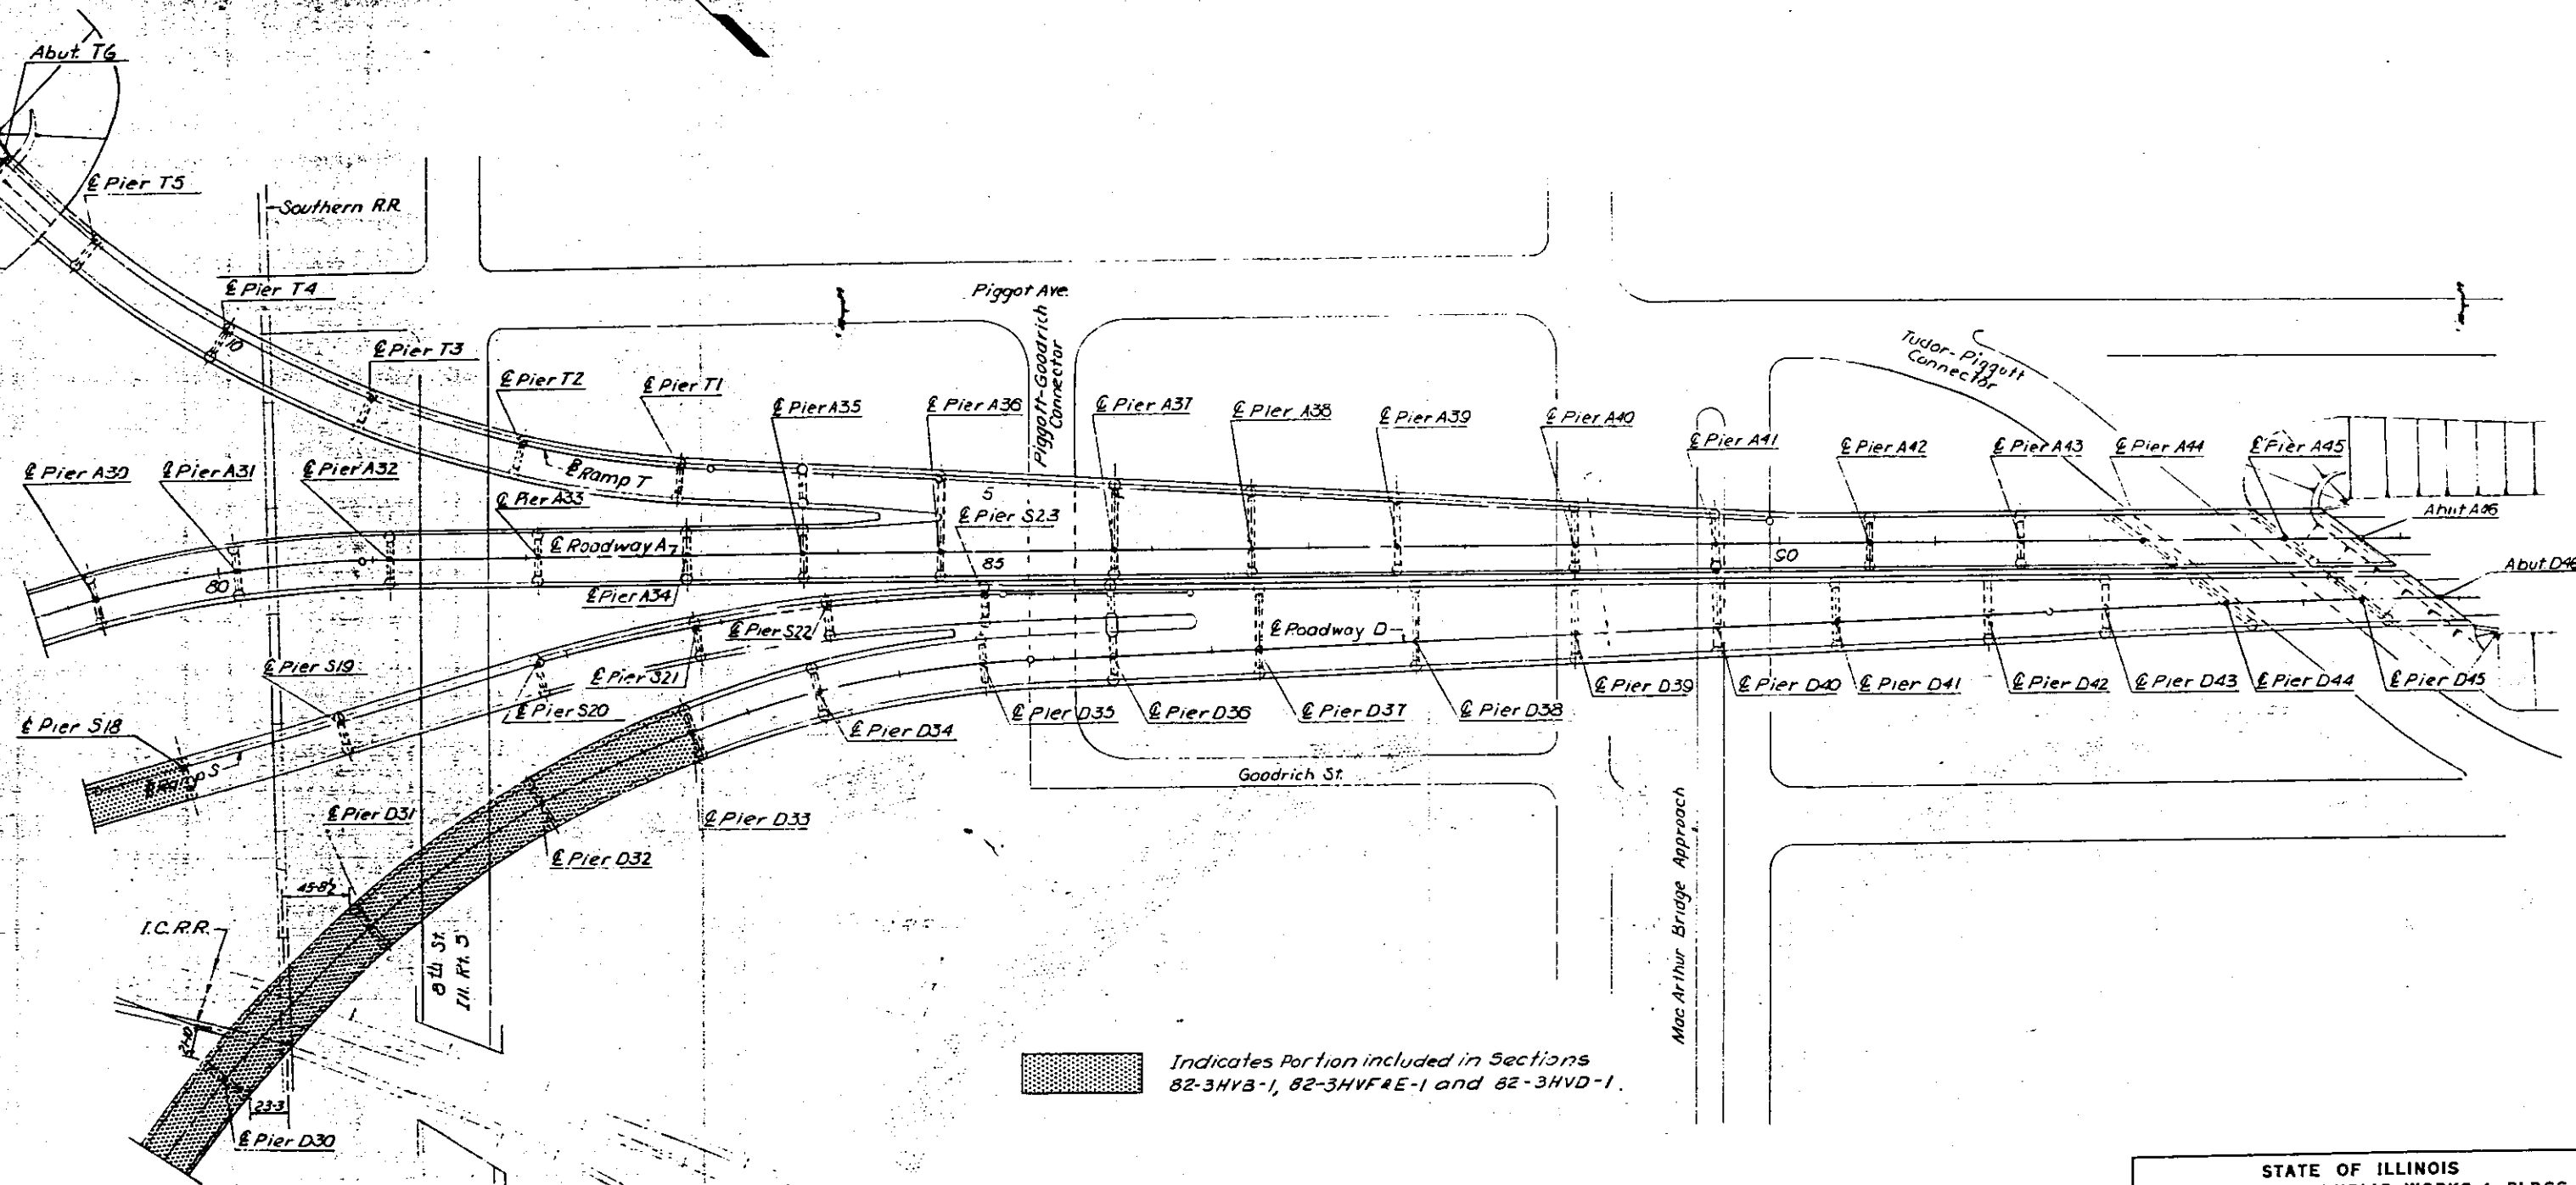 Abut. T6
℄ Pier T5
Southern R.R.
℄ Pier T4
10
℄ Pier T3
℄ Pier T2
℄ Pier T1
℄ Pier A35
℄ Pier A36
℄ Pier A37
℄ Pier A38
℄ Pier A39
℄ Pier A40
℄ Pier A41
℄ Pier A42
℄ Pier A43
℄ Pier A44
℄ Pier A45
Piggot Ave.
Piggott-Goodrich
Connector
Tudor-Piggott
Connector
℄ Pier A30
℄ Pier A31
℄ Pier A32
℄ Pier A33
Ramp T
5
℄ Pier S23
Abut A46
℄ Roadway A
85
90
80
℄ Pier A34
Abut. D46
℄ Pier S22
℄ Roadway D
℄ Pier S19
℄ Pier S21
℄ Pier S20
℄ Pier S18
Ramp S
℄ Pier D34
℄ Pier D35
℄ Pier D36
℄ Pier D37
℄ Pier D38
℄ Pier D39
℄ Pier D40
℄ Pier D41
℄ Pier D42
℄ Pier D43
℄ Pier D44
℄ Pier D45
Goodrich St.
℄ Pier D31
℄ Pier D33
℄ Pier D32
45-8½
I.C.R.R.
8th St.
Ill. Rt. 3
MacArthur Bridge Approach
23-3
℄ Pier D30
Indicates Portion included in Sections
82-3HVB-1, 82-3HVF&E-1 and 82-3HVD-1.
STATE OF ILLINOIS